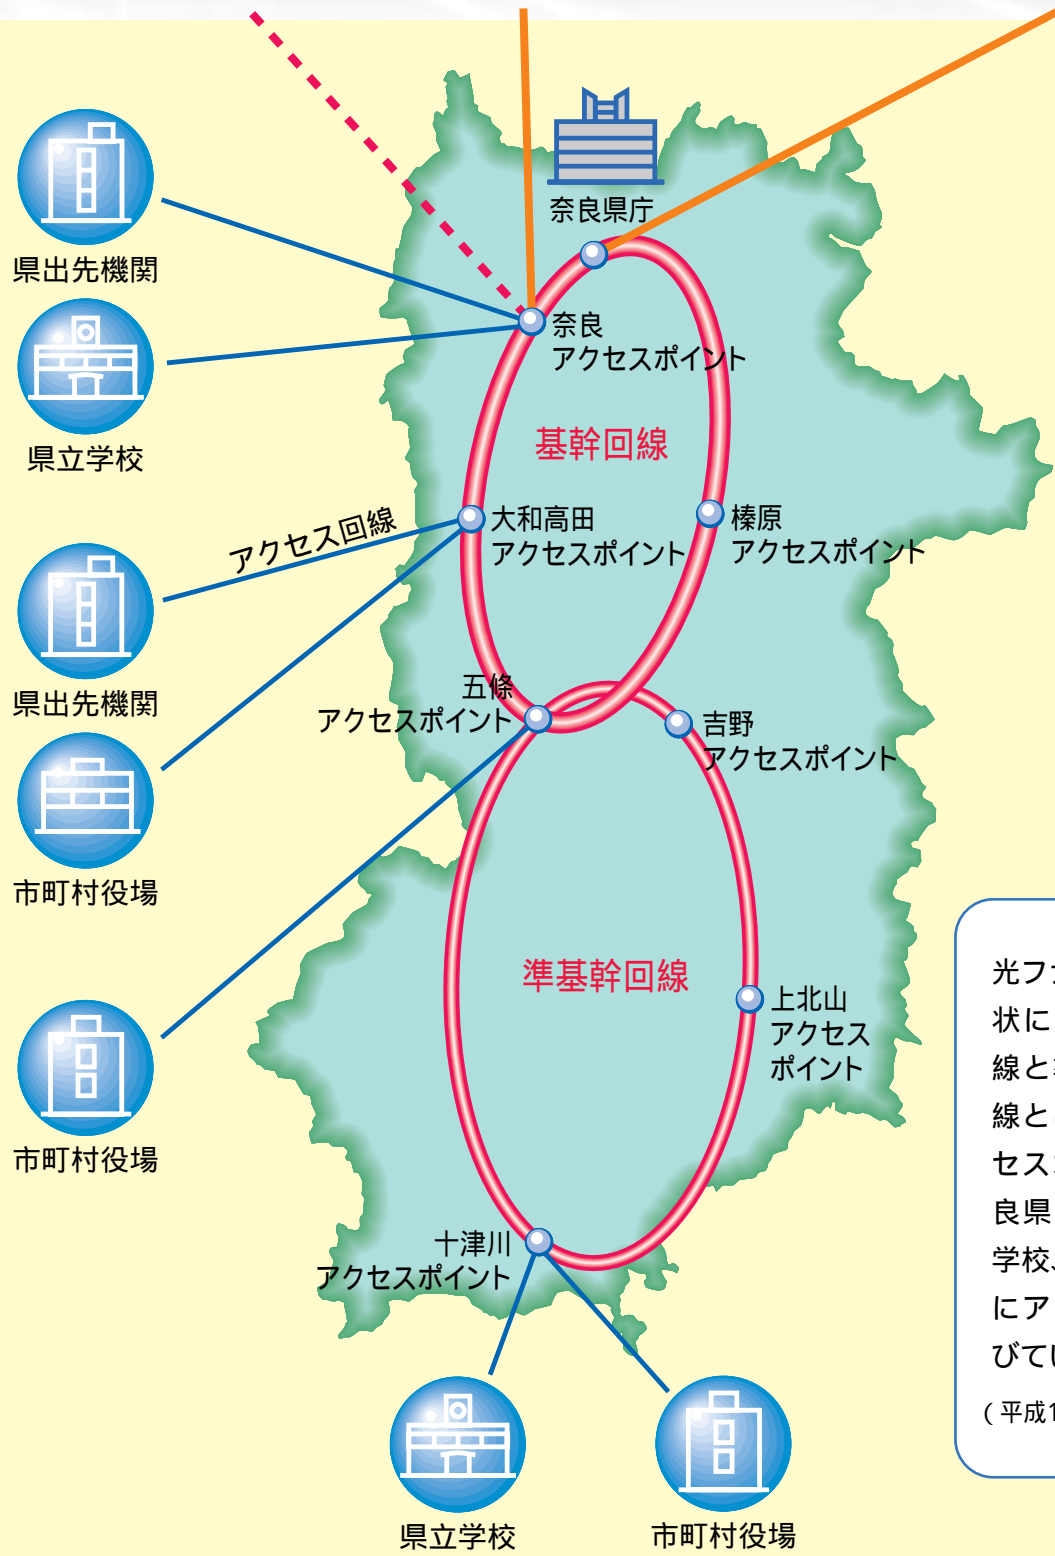 奈良県庁
県出先機関
奈良
アクセスポイント
県立学校
基幹回線
アクセス回線
大和高田
アクセスポイント
榛原
アクセスポイント
県出先機関
五條
アクセスポイント
吉野
アクセスポイント
市町村役場
準基幹回線
上北山
アクセス
ポイント
市町村役場
十津川
アクセスポイント
県立学校
市町村役場
光フ
状に
線と
線と
セス
良県
学校、
にア
びてい
（平成1